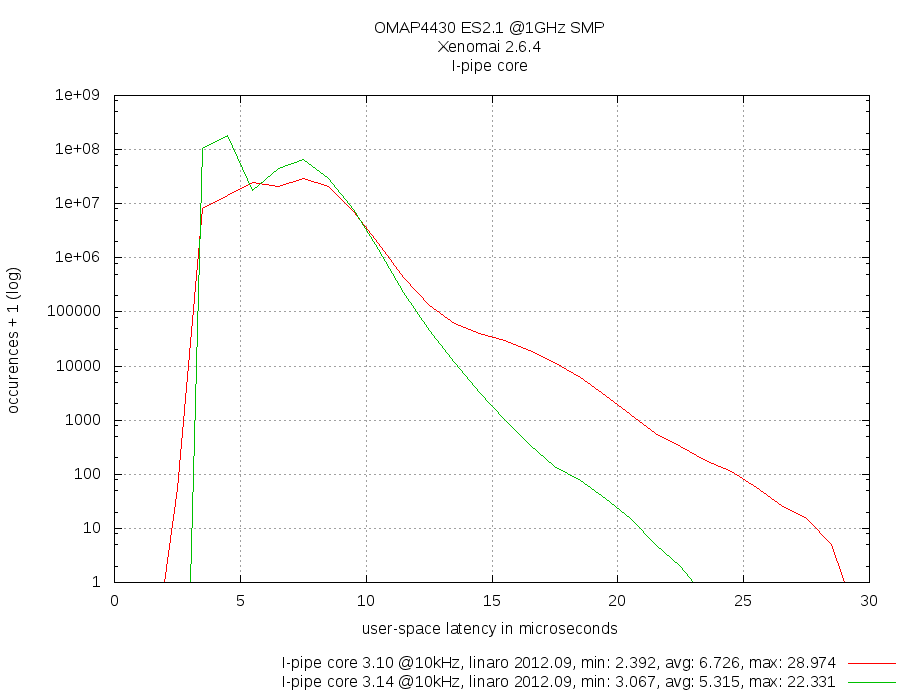 OMAP4430 ES2.1 @1GHz SMP
Xenomai 2.6.4
I-pipe core
1e+09
1e+08
1e+07
1e+06
100000
10000
1000
100
10
1
occurences + 1 (log)
0 5 10 15 20 25 30
user-space latency in microseconds
I-pipe core 3.10 @10kHz, linaro 2012.09, min: 2.392, avg: 6.726, max: 28.974
I-pipe core 3.14 @10kHz, linaro 2012.09, min: 3.067, avg: 5.315, max: 22.331